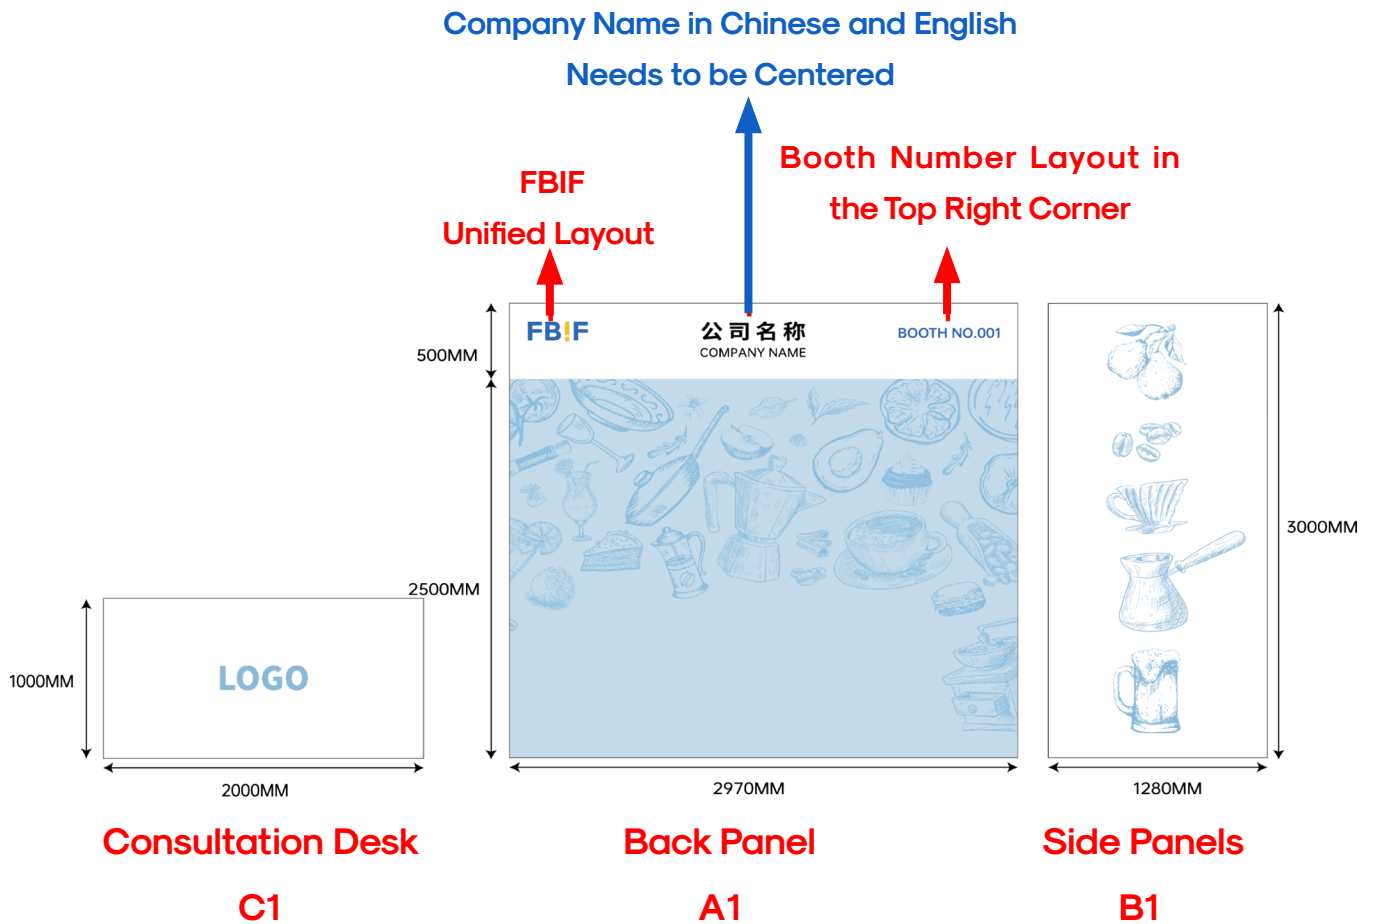 Company Name in Chinese and English
Needs to be Centered
Booth Number Layout in
the Top Right Corner
FBIF
Unified Layout
FB!F
公司名称
COMPANY NAME
BOOTH NO.001
500MM
2500MM
3000MM
1000MM
LOGO
2000MM
2970MM
1280MM
Consultation Desk
Back Panel
Side Panels
C1
A1
B1